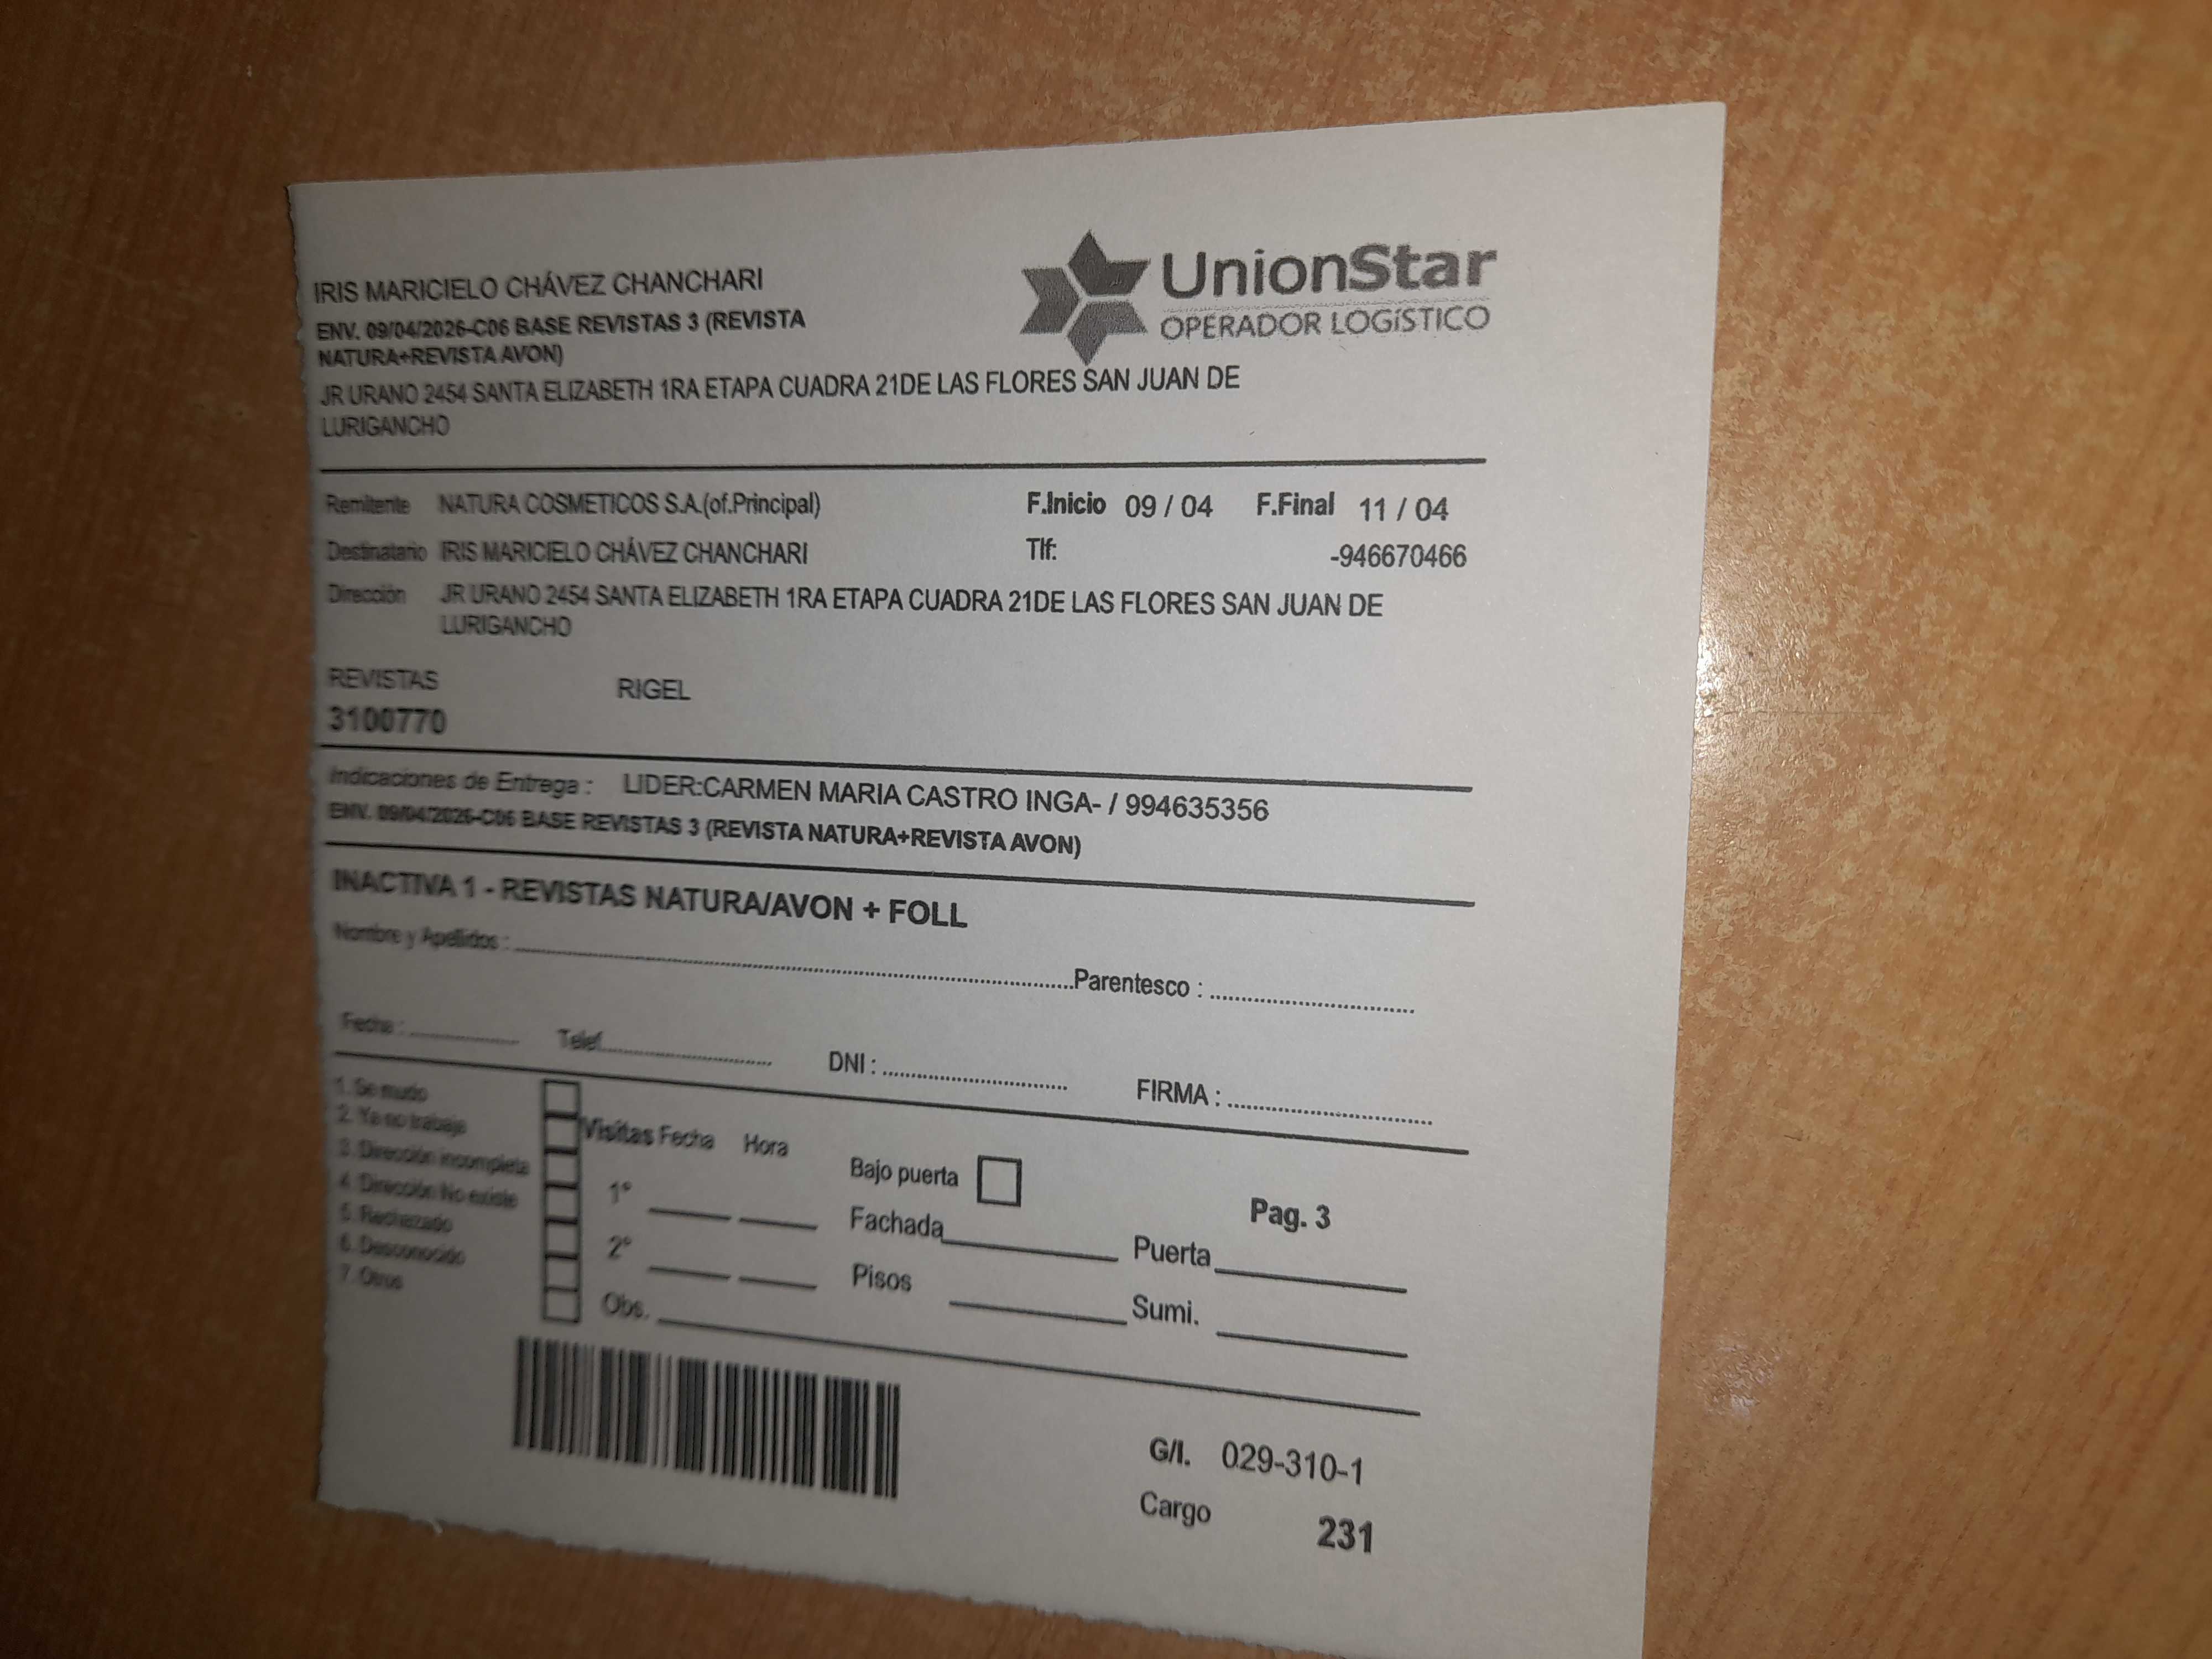 IRIS MARICIELO CHÁVEZ CHANCHARI
ENV. 09/04/2026-C06 BASE REVISTAS 3 (REVISTA
NATURA+REVISTA AVON)
UnionStar
OPERADOR LOGíSTICO
JR URANO 2454 SANTA ELIZABETH 1RA ETAPA CUADRA 21DE LAS FLORES SAN JUAN DE
LURIGANCHO
Remitente NATURA COSMETICOS S.A.(of.Principal) F.Inicio 09 / 04 F.Final 11 / 04
Destinatario IRIS MARICIELO CHÁVEZ CHANCHARI Tlf: -946670466
Dirección JR URANO 2454 SANTA ELIZABETH 1RA ETAPA CUADRA 21DE LAS FLORES SAN JUAN DE
LURIGANCHO
REVISTAS RIGEL
3100770
Indicaciones de Entrega : LIDER:CARMEN MARIA CASTRO INGA- / 994635356
ENV. 09/04/2026-C06 BASE REVISTAS 3 (REVISTA NATURA+REVISTA AVON)
INACTIVA 1 - REVISTAS NATURA/AVON + FOLL
Nombre y Apellidos : Parentesco :
Fecha : Telef. DNI : FIRMA :
1. Se mudo
2. Ya no trabaja
3. Dirección incompleta
4. Dirección No existe
5. Rechazado
6. Desconocido
7. Otros
Visitas Fecha Hora
1°
2°
Obs.
Bajo puerta
Fachada
Pisos
Pag. 3
Puerta
Sumi.
G/I. 029-310-1
Cargo 231